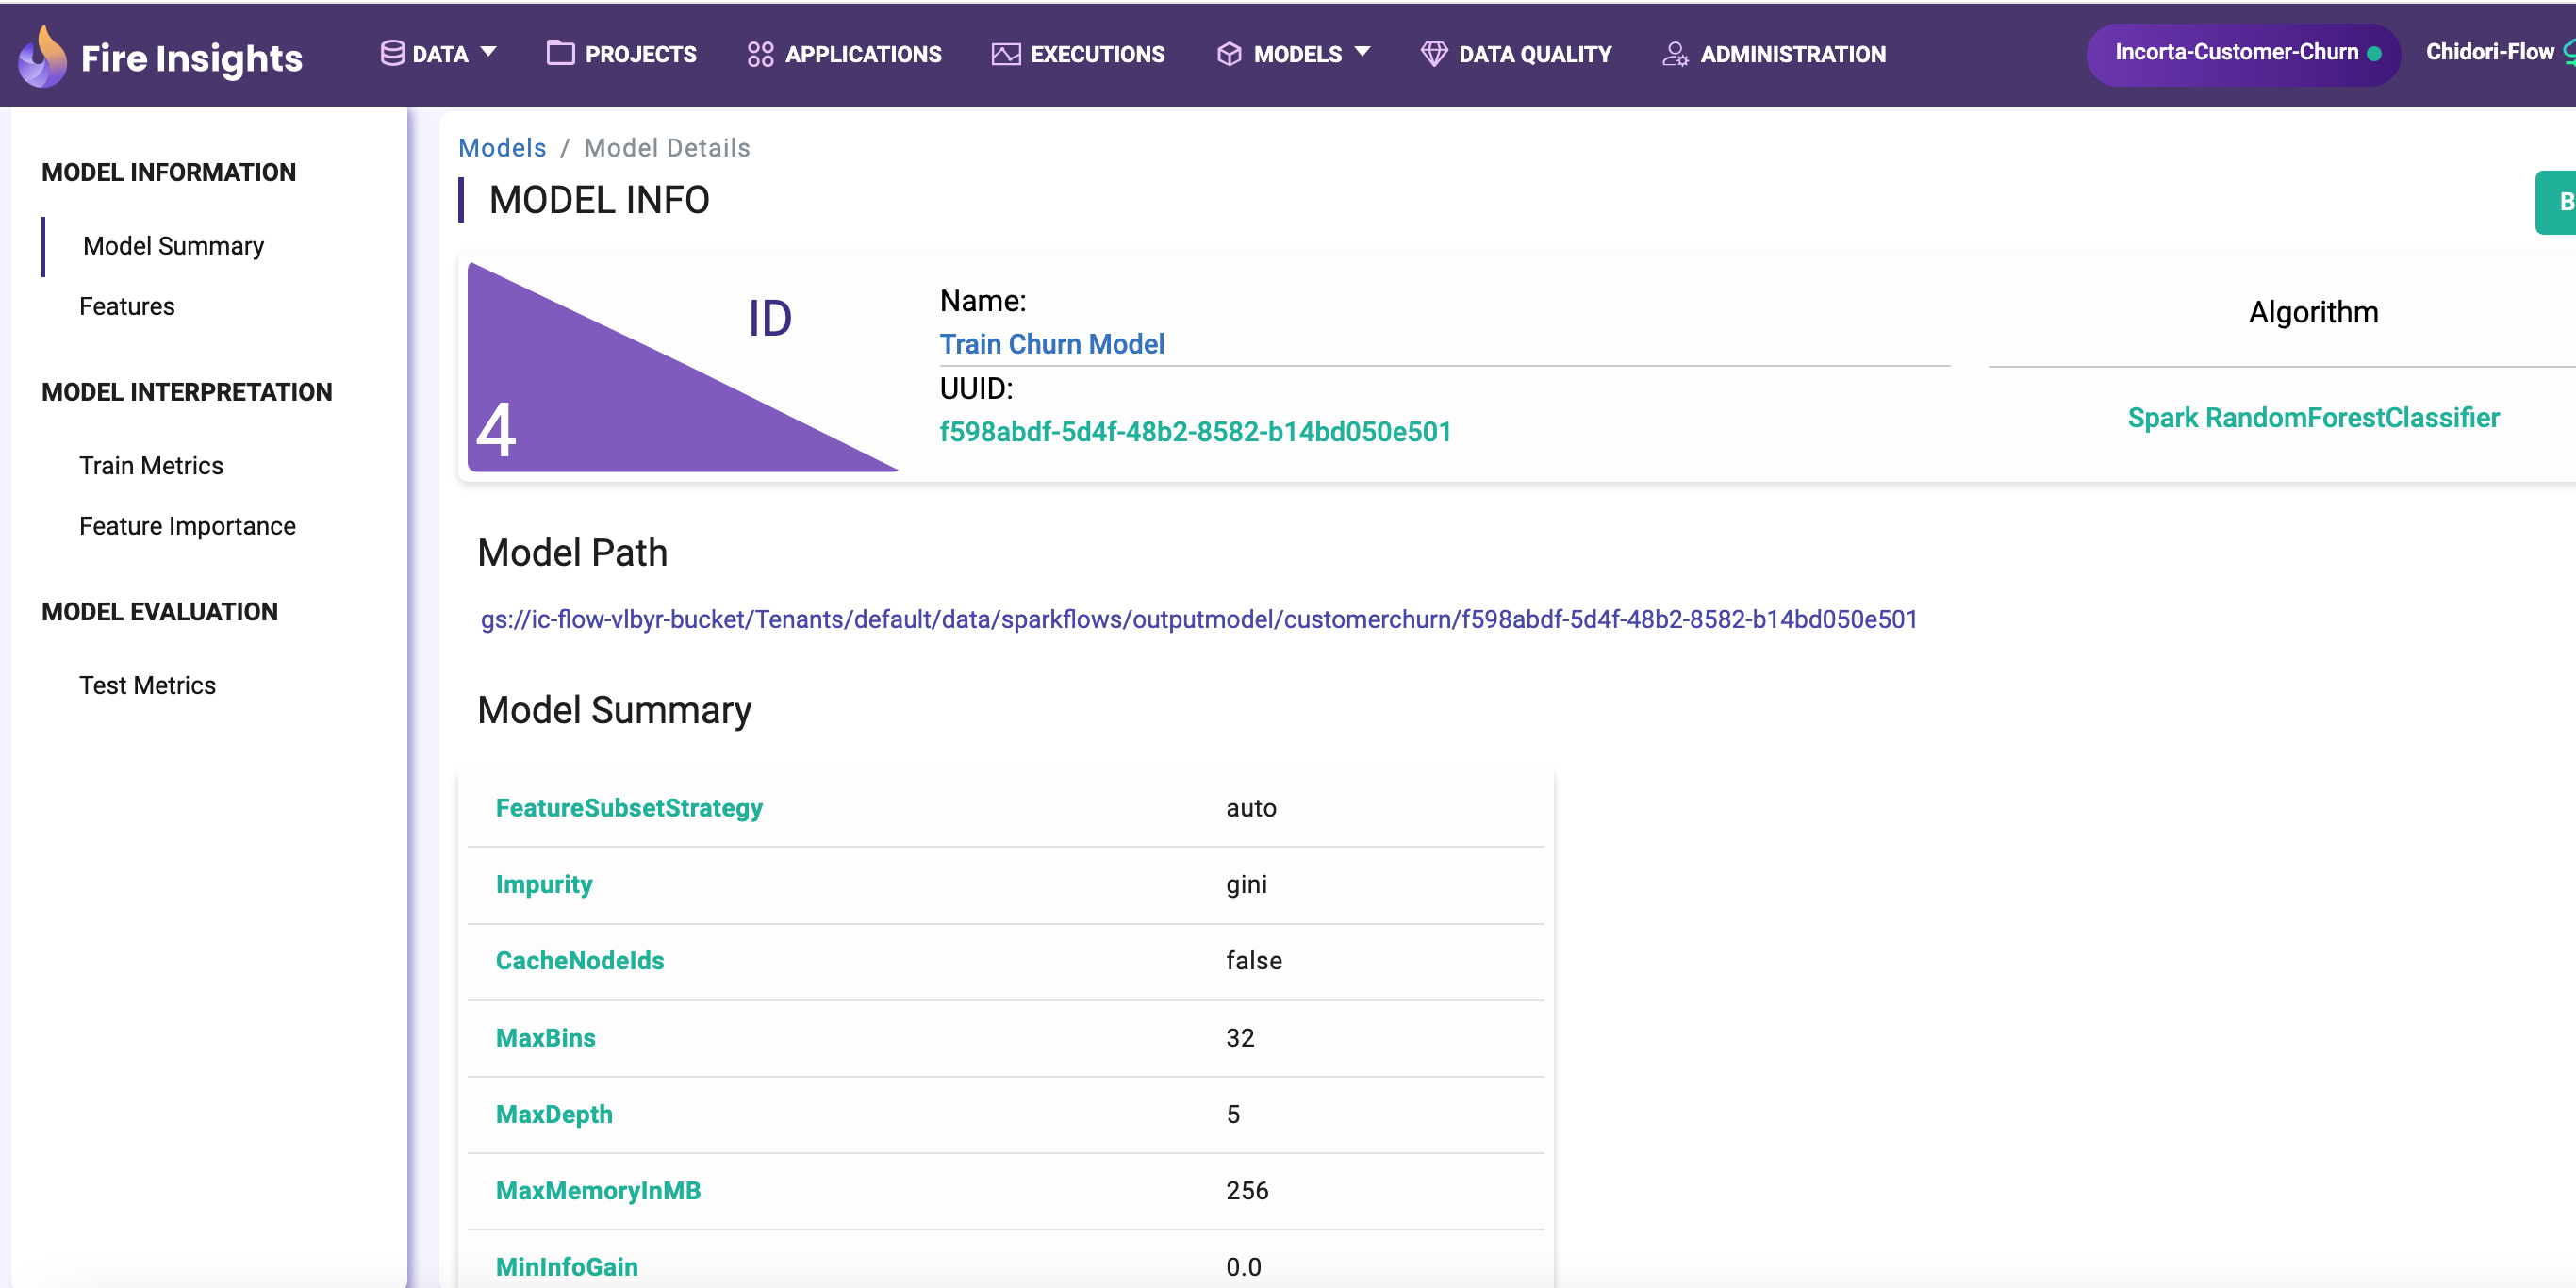 Fire Insights
DATA
PROJECTS
APPLICATIONS
EXECUTIONS
MODELS
DATA QUALITY
ADMINISTRATION
Incorta-Customer-Churn
Chidori-Flow
MODEL INFORMATION
Model Summary
Features
MODEL INTERPRETATION
Train Metrics
Feature Importance
MODEL EVALUATION
Test Metrics
Models / Model Details
MODEL INFO
B
ID
4
Name:
Train Churn Model
UUID:
f598abdf-5d4f-48b2-8582-b14bd050e501
Algorithm
Spark RandomForestClassifier
Model Path
gs://ic-flow-vlbyr-bucket/Tenants/default/data/sparkflows/outputmodel/customerchurn/f598abdf-5d4f-48b2-8582-b14bd050e501
Model Summary
FeatureSubsetStrategy auto
Impurity gini
CacheNodeIds false
MaxBins 32
MaxDepth 5
MaxMemoryInMB 256
MinInfoGain 0.0